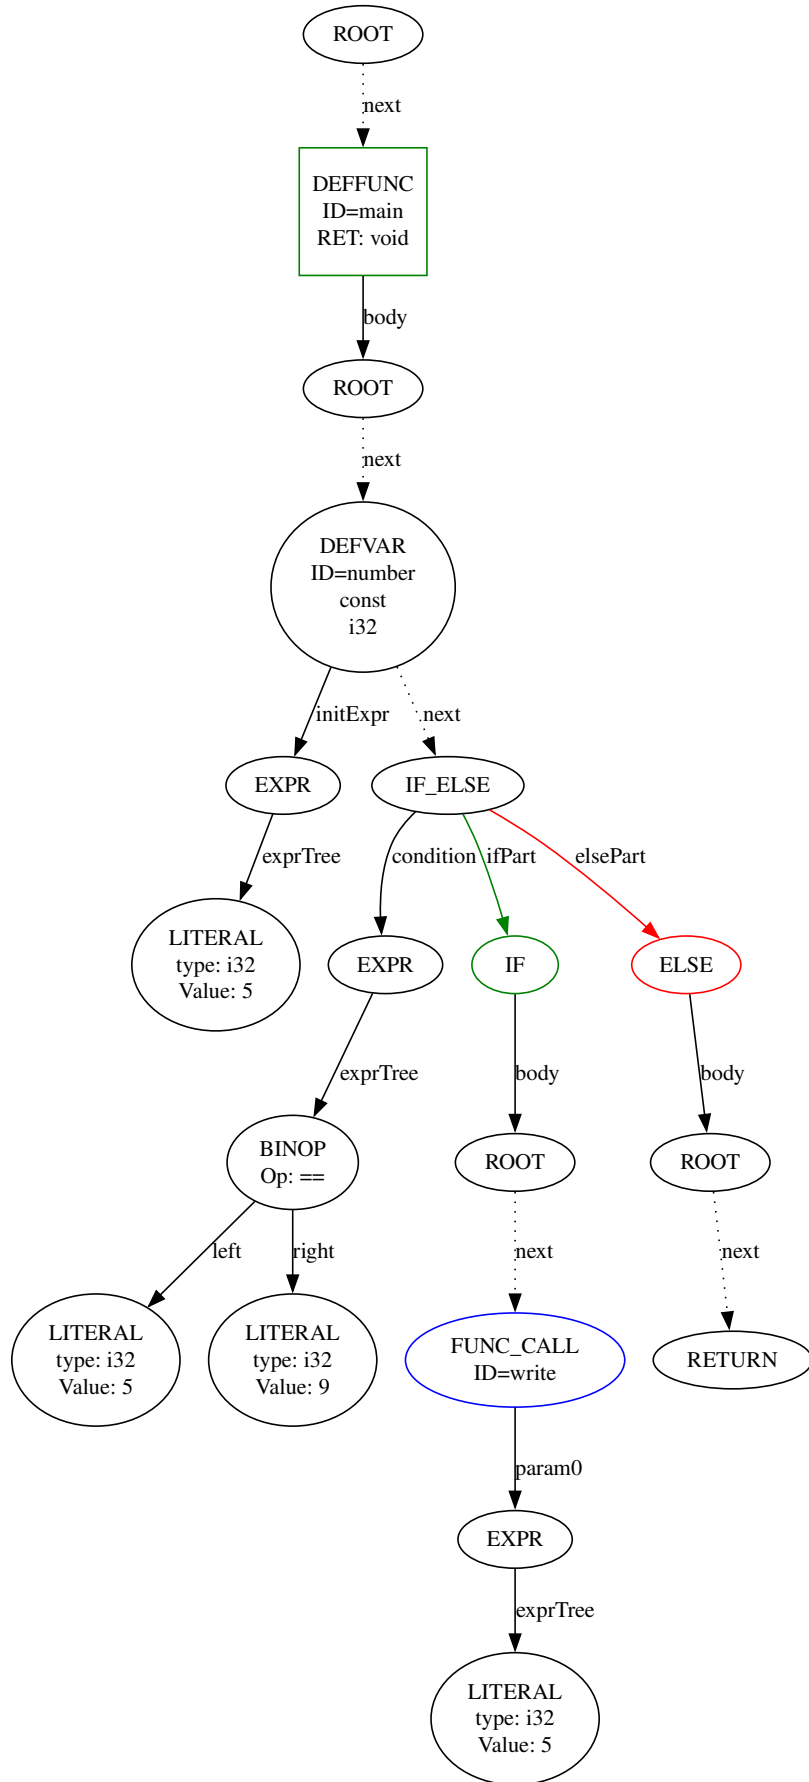 ROOT
next
DEFFUNC
ID=main
RET: void
body
ROOT
next
DEFVAR
ID=number
const
i32
initExpr
next
EXPR
IF_ELSE
exprTree
condition
ifPart
elsePart
LITERAL
type: i32
Value: 5
EXPR
IF
ELSE
exprTree
body
body
BINOP
Op: ==
ROOT
ROOT
left
right
next
next
LITERAL
type: i32
Value: 5
LITERAL
type: i32
Value: 9
FUNC_CALL
ID=write
RETURN
param0
EXPR
exprTree
LITERAL
type: i32
Value: 5